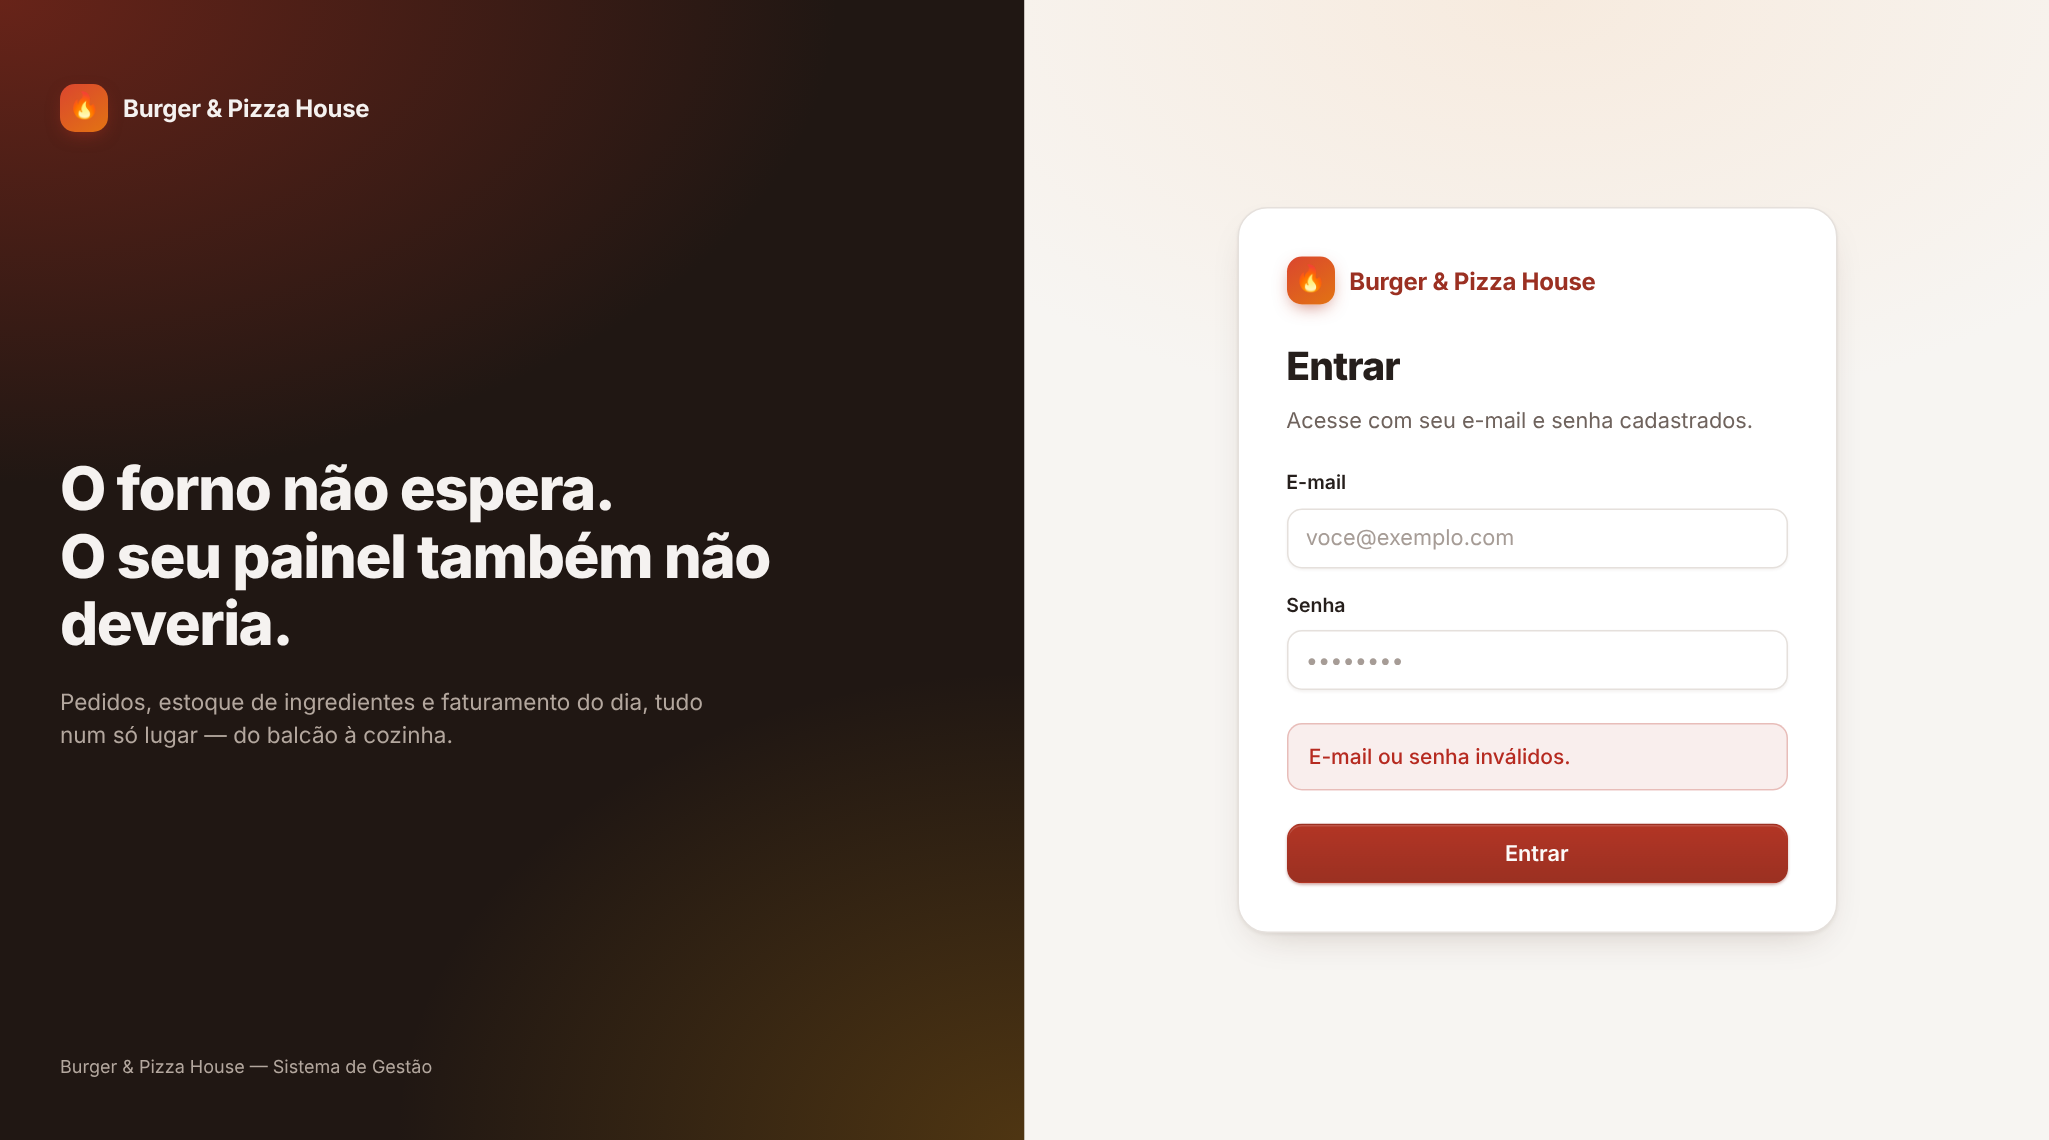 Burger & Pizza House
O forno não espera.
O seu painel também não
deveria.
Pedidos, estoque de ingredientes e faturamento do dia, tudo
num só lugar — do balcão à cozinha.
Burger & Pizza House — Sistema de Gestão
Burger & Pizza House
Entrar
Acesse com seu e-mail e senha cadastrados.
E-mail
voce@exemplo.com
Senha
••••••••
E-mail ou senha inválidos.
Entrar